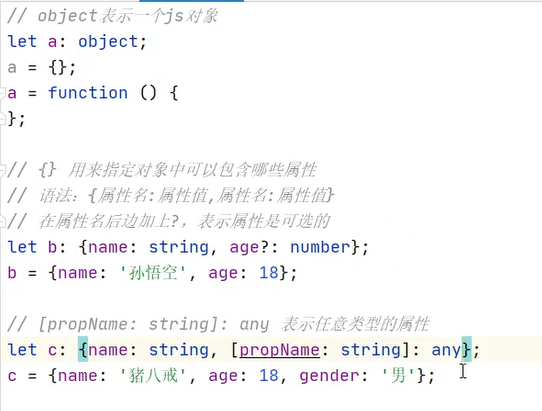 // object表示一个js对象
let a: object;
a = {};
a = function () {
};
// {} 用来指定对象中可以包含哪些属性
// 语法：{属性名:属性值,属性名:属性值}
// 在属性名后边加上?，表示属性是可选的
let b: {name: string, age?: number};
b = {name: '孙悟空', age: 18};
// [propName: string]: any 表示任意类型的属性
let c: {name: string, [propName: string]: any};
c = {name: '猪八戒', age: 18, gender: '男'};